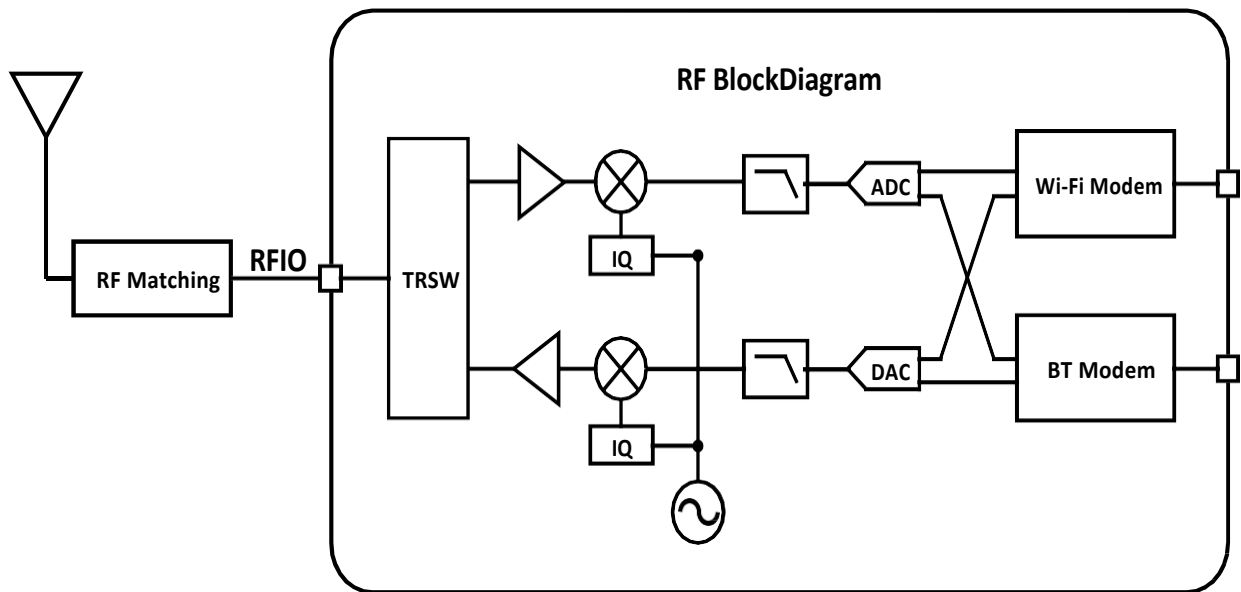 RF BlockDiagram
ADC
Wi-Fi Modem
IQ
RFIO
RF Matching
TRSW
DAC
BT Modem
IQ